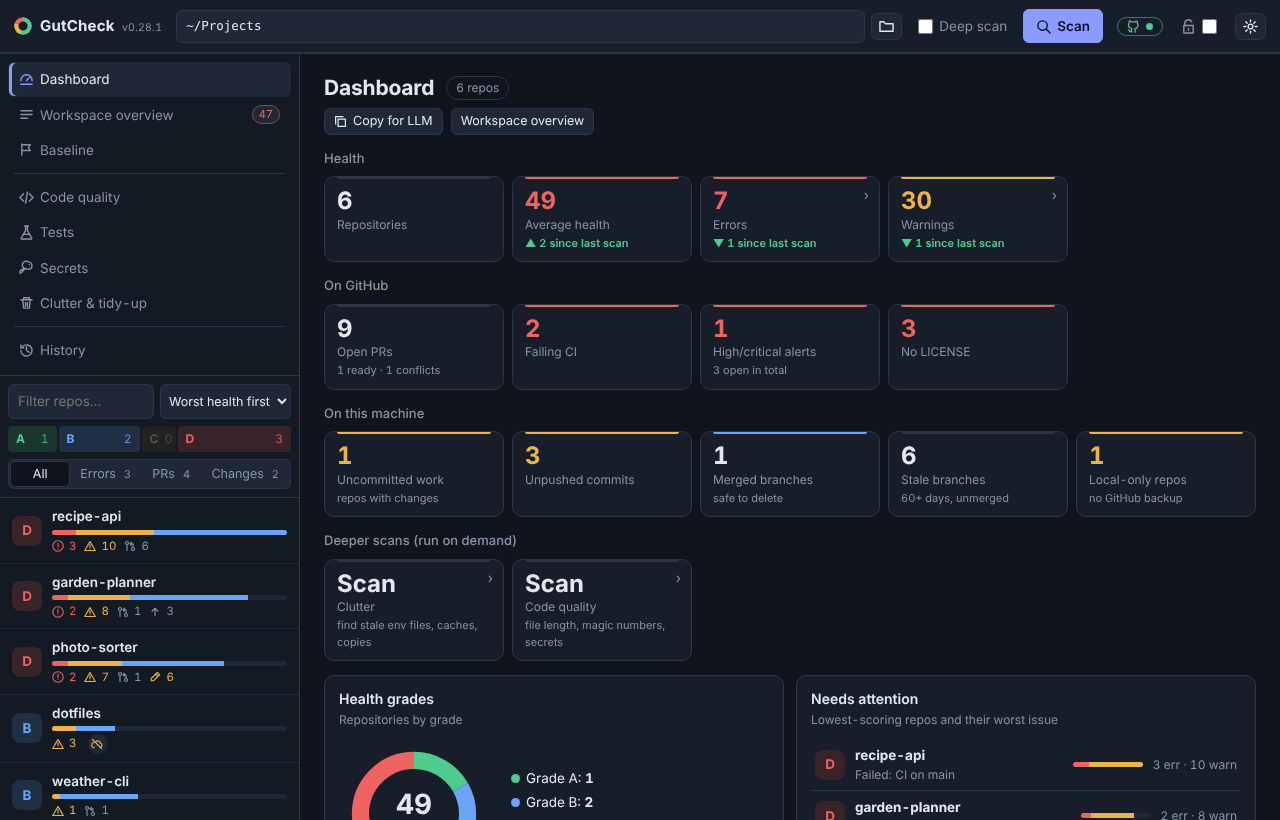 GutCheck v0.28.1
~/Projects
Deep scan
Scan
Dashboard
Workspace overview 47
Baseline
Code quality
Tests
Secrets
Clutter & tidy-up
History
Filter repos...
Worst health first
A 1 B 2 C 0 D 3
All Errors 3 PRs 4 Changes 2
D recipe-api
3 10 6
D garden-planner
2 8 1 3
D photo-sorter
2 7 1 6
B dotfiles
3
B weather-cli
1 1
Dashboard 6 repos
Copy for LLM Workspace overview
Health
6
Repositories
49
Average health
▲ 2 since last scan
7 ›
Errors
▼ 1 since last scan
30 ›
Warnings
▼ 1 since last scan
On GitHub
9
Open PRs
1 ready · 1 conflicts
2
Failing CI
1
High/critical alerts
3 open in total
3
No LICENSE
On this machine
1
Uncommitted work
repos with changes
3
Unpushed commits
1
Merged branches
safe to delete
6
Stale branches
60+ days, unmerged
1
Local-only repos
no GitHub backup
Deeper scans (run on demand)
Scan ›
Clutter
find stale env files, caches,
copies
Scan ›
Code quality
file length, magic numbers,
secrets
Health grades
Repositories by grade
49
Grade A: 1
Grade B: 2
Needs attention
Lowest-scoring repos and their worst issue
D recipe-api
Failed: CI on main
3 err · 10 warn
D garden-planner
2 err · 8 warn